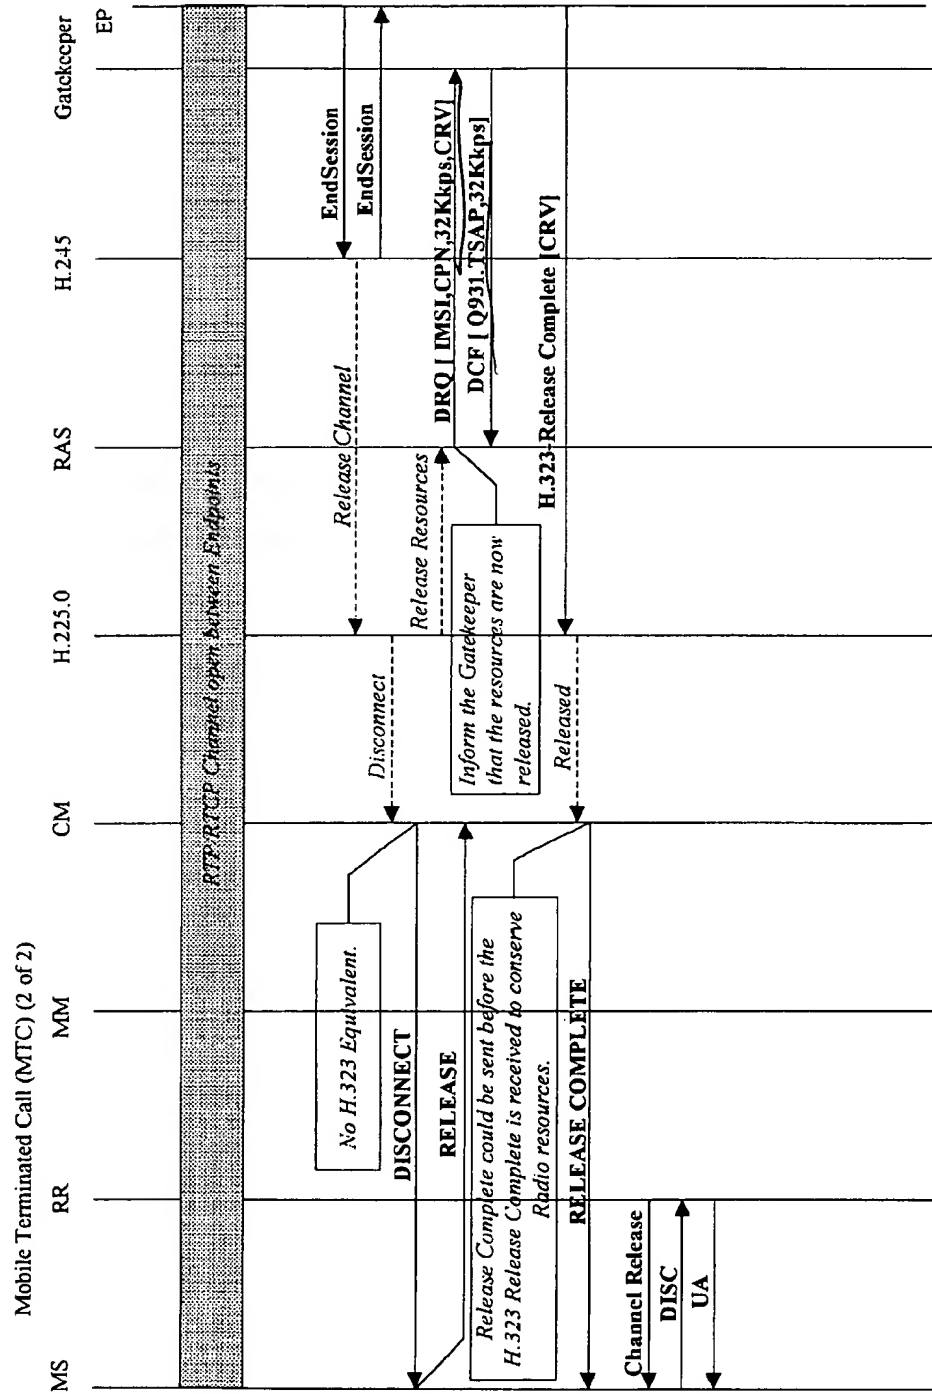 Mobile Terminated Call (MTC) (2 of 2)
MS RR MM CM H.225.0 RAS H.245 Gatekeeper EP
RTP/RTCP Channel open between Endpoints
EndSession
Release Channel
EndSession
No H.323 Equivalent.
Disconnect
DISCONNECT
Release Resources
DRQ [ IMSI,CPN,32Kkps,CRV]
RELEASE
Inform the Gatekeeper
that the resources are now
released.
DCF [ Q931.TSAP,32Kkps]
Release Complete could be sent before the
H.323 Release Complete is received to conserve
Radio resources.
H.323-Release Complete [CRV]
Released
RELEASE COMPLETE
Channel Release
DISC
UA